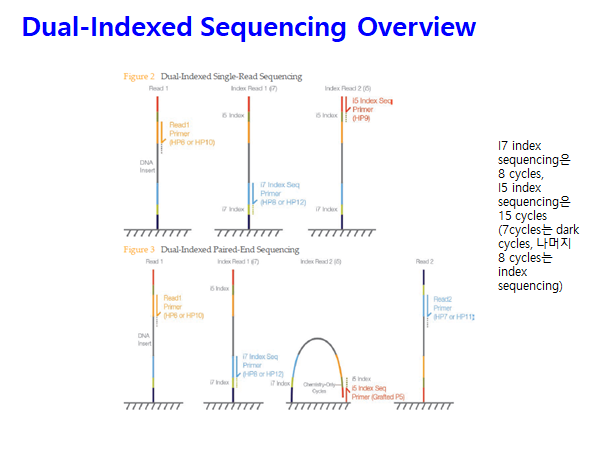 Dual-Indexed Sequencing Overview
Figure 2 Dual-Indexed Single-Read Sequencing
Read 1
Index Read 1 (i7)
Index Read 2 (i5)
i5 Index
i5 Index
I5 Index Seq
Primer
(HP9)
Read1
Primer
(HP6 or HP10)
DNA
Insert
i7 Index Seq
Primer
(HP8 or HP12)
i7 Index
i7 Index
Figure 3 Dual-Indexed Paired-End Sequencing
Read 1
Index Read 1 (i7)
Index Read 2 (i5)
Read 2
i5 Index
Read1
Primer
(HP6 or HP10)
Read2
Primer
(HP7 or HP11)
DNA
Insert
i7 Index Seq
Primer
(HP8 or HP12)
i7 Index
i7 Index
Chemistry-Only
Cycles
i5 Index
i5 Index Seq
Primer (Grafted P5)
I7 index
sequencing은
8 cycles,
I5 index
sequencing은
15 cycles
(7cycles는 dark
cycles, 나머지
8 cycles는
index
sequencing)